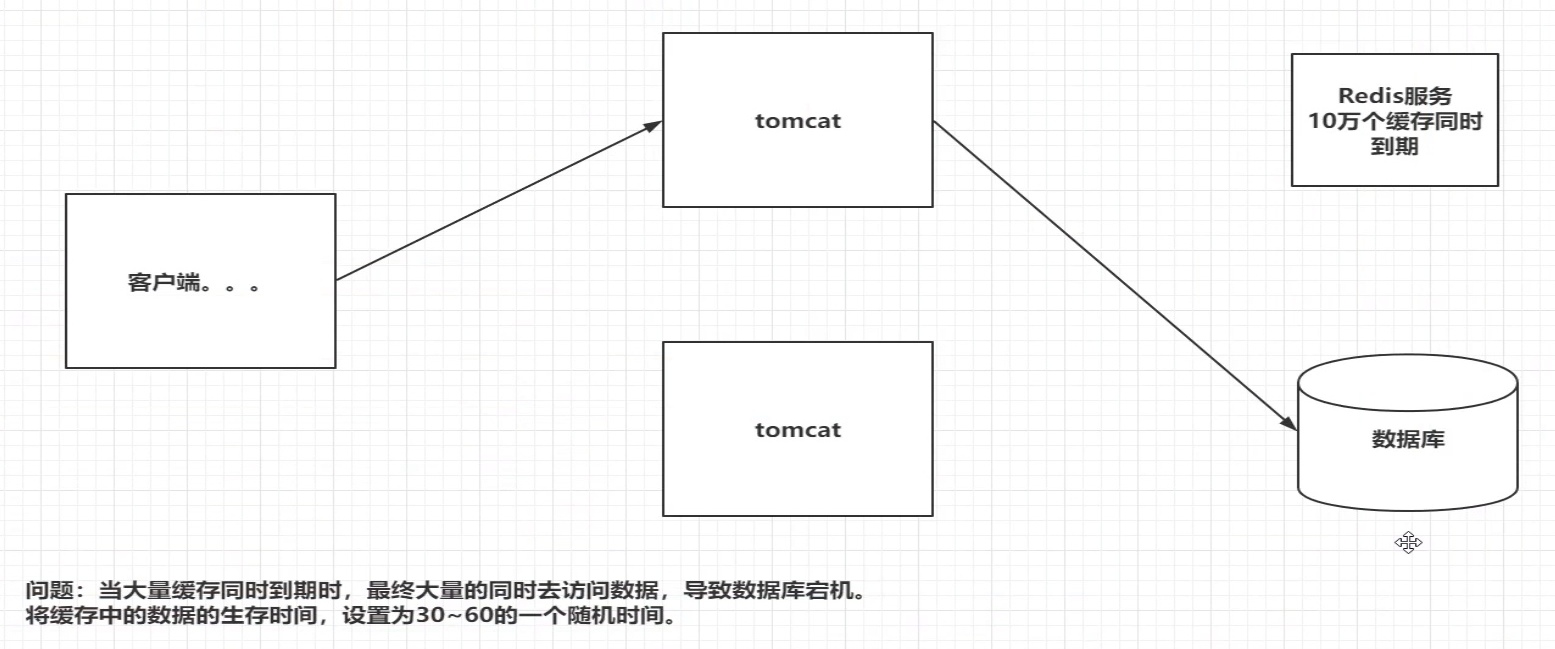 tomcat
Redis服务
10万个缓存同时
到期
客户端。。。
tomcat
数据库
问题：当大量缓存同时到期时，最终大量的同时去访问数据，导致数据库宕机。
将缓存中的数据的生存时间，设置为30~60的一个随机时间。